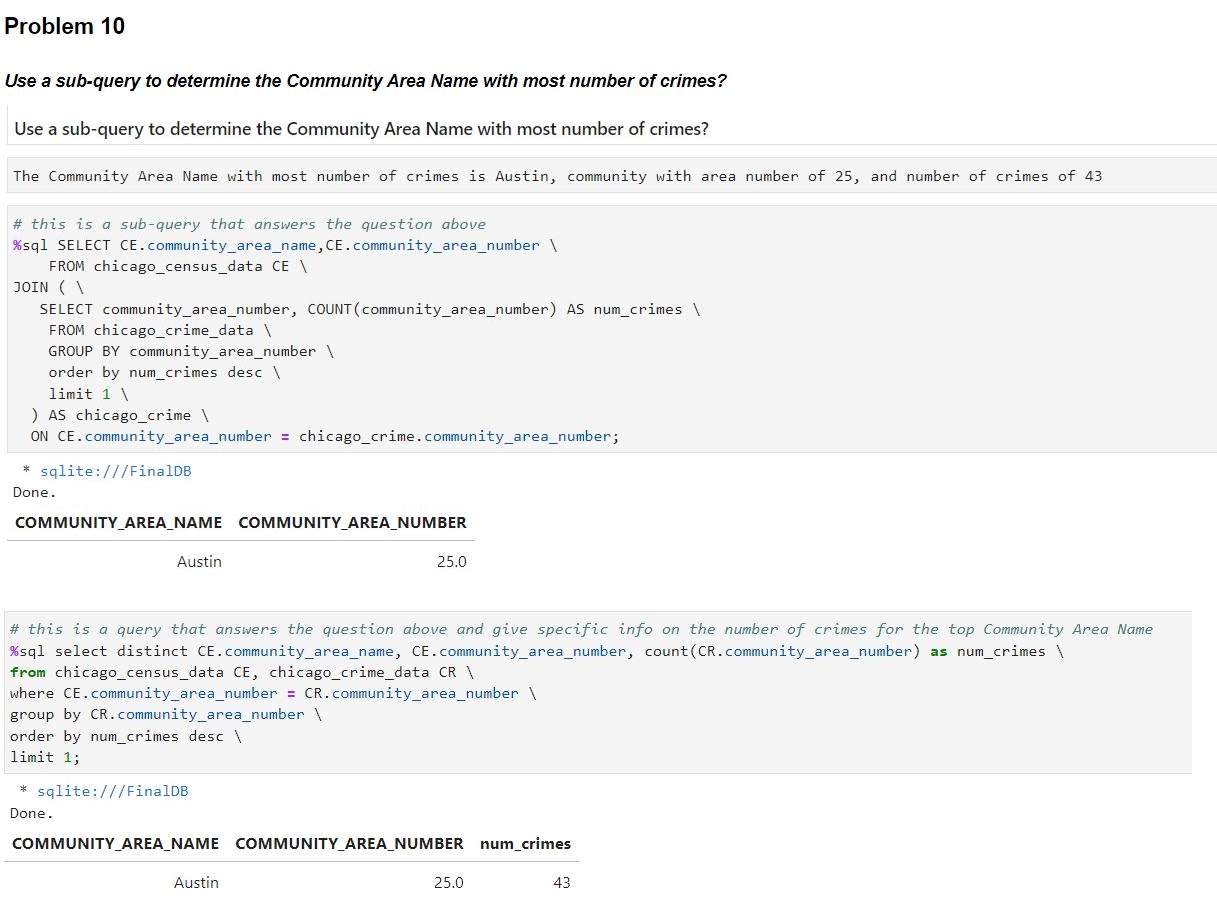 Problem 10
Use a sub-query to determine the Community Area Name with most number of crimes?
Use a sub-query to determine the Community Area Name with most number of crimes?
The Community Area Name with most number of crimes is Austin, community with area number of 25, and number of crimes of 43
# this is a sub-query that answers the question above
%sql SELECT CE.community_area_name,CE.community_area_number \
FROM chicago_census_data CE \
JOIN ( \
SELECT community_area_number, COUNT(community_area_number) AS num_crimes \
FROM chicago_crime_data \
GROUP BY community_area_number \
order by num_crimes desc \
limit 1 \
) AS chicago_crime \
ON CE.community_area_number = chicago_crime.community_area_number;
* sqlite:///FinalDB
Done.
COMMUNITY_AREA_NAME COMMUNITY_AREA_NUMBER
Austin 25.0
# this is a query that answers the question above and give specific info on the number of crimes for the top Community Area Name
%sql select distinct CE.community_area_name, CE.community_area_number, count(CR.community_area_number) as num_crimes \
from chicago_census_data CE, chicago_crime_data CR \
where CE.community_area_number = CR.community_area_number \
group by CR.community_area_number \
order by num_crimes desc \
limit 1;
* sqlite:///FinalDB
Done.
COMMUNITY_AREA_NAME COMMUNITY_AREA_NUMBER num_crimes
Austin 25.0 43